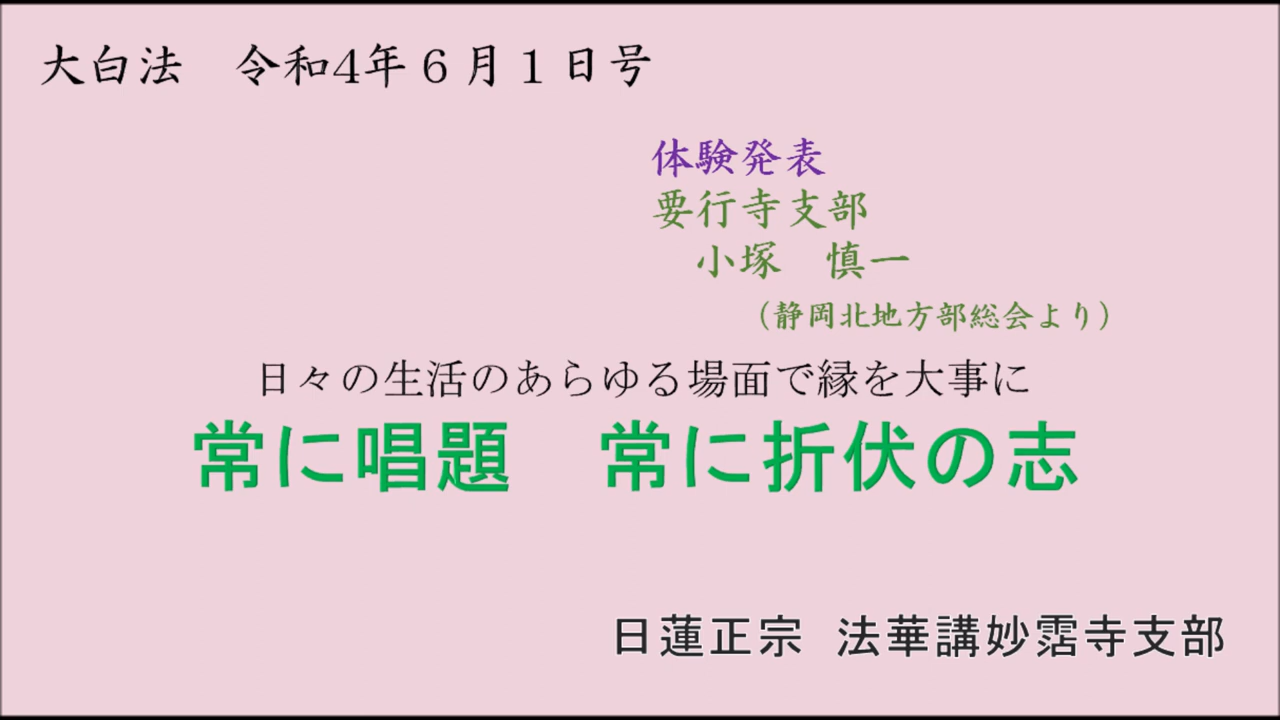 大白法　令和4年６月１日号
体験発表
要行寺支部
小塚　慎一
（静岡北地方部総会より）
日々の生活のあらゆる場面で縁を大事に
常に唱題　常に折伏の志
日蓮正宗　法華講妙霑寺支部